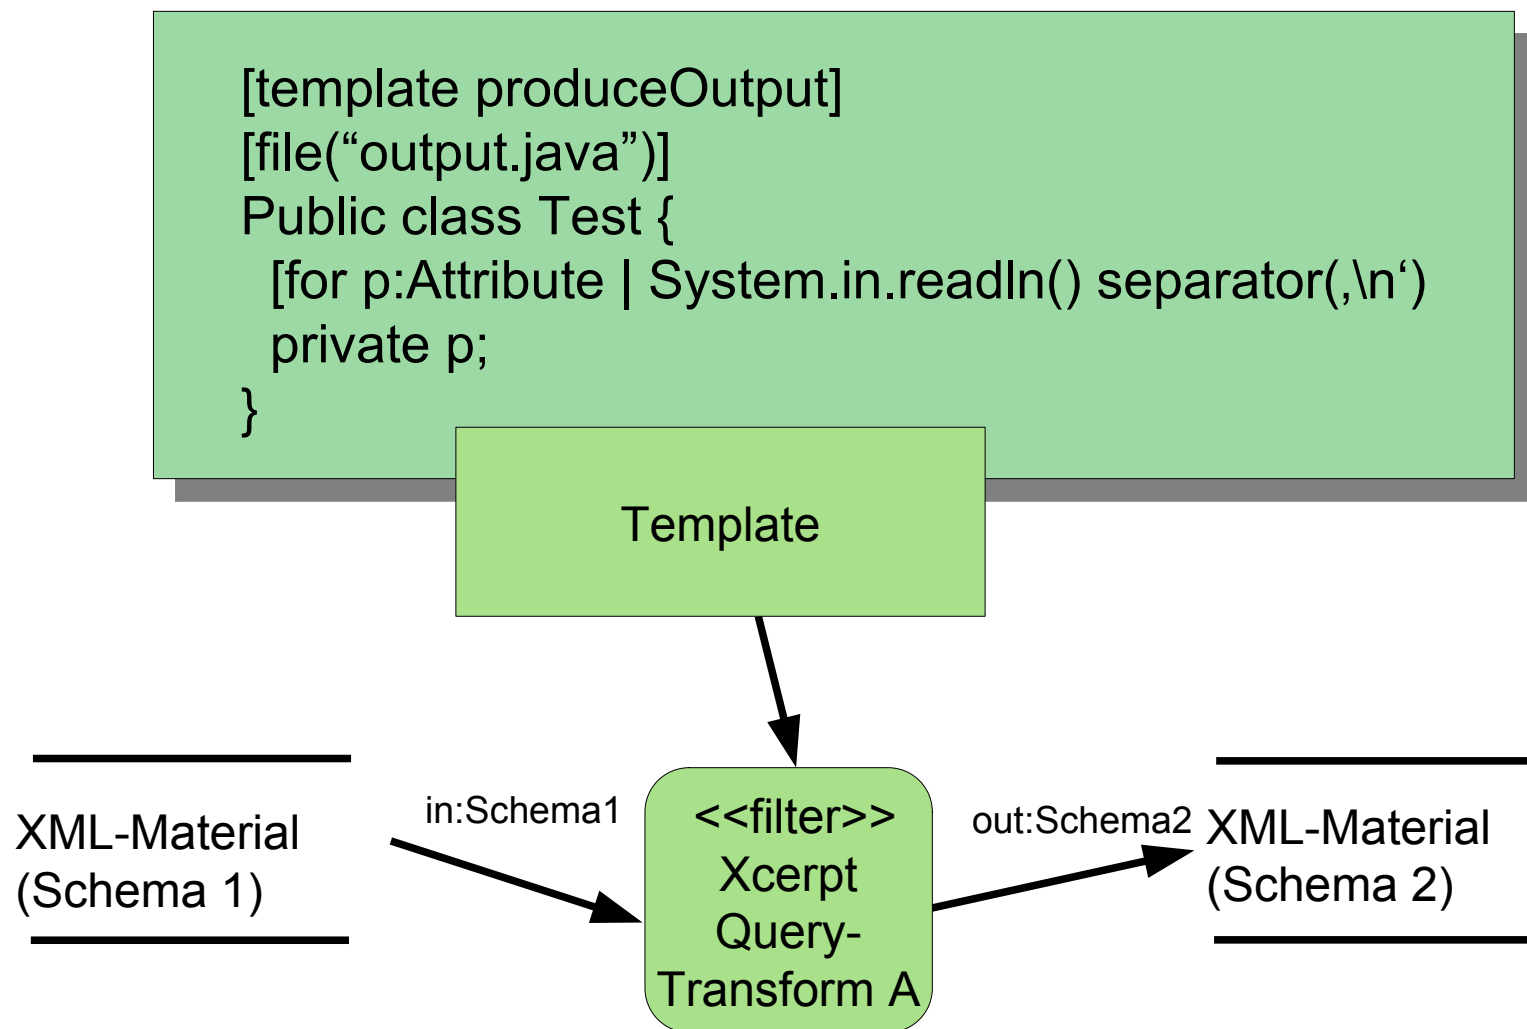 [template produceOutput]
[file(“output.java”)]
Public class Test {
[for p:Attribute | System.in.readln() separator(‚\n‘)
private p;
}
Template
in:Schema1
<<filter>>
Xcerpt
Query-
Transform A
out:Schema2
XML-Material
(Schema 1)
XML-Material
(Schema 2)